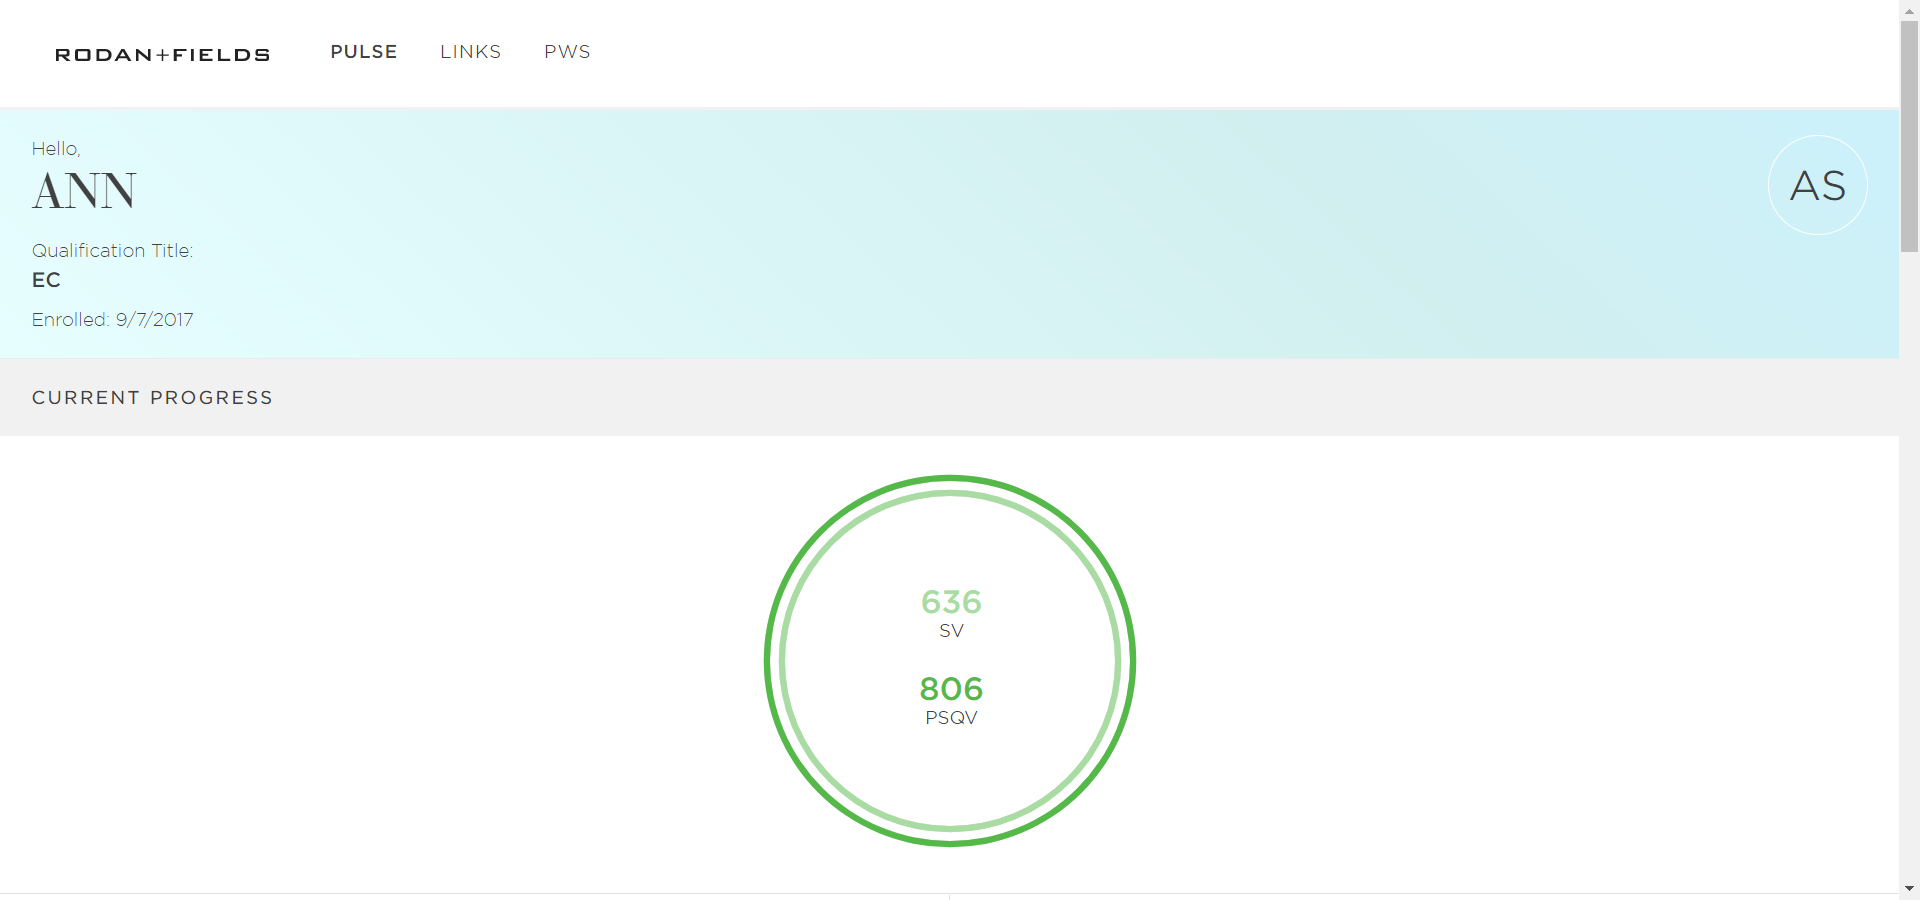 RODAN+FIELDS PULSE LINKS PWS
Hello,
ANN
AS
Qualification Title:
EC
Enrolled: 9/7/2017
CURRENT PROGRESS
636
SV
806
PSQV